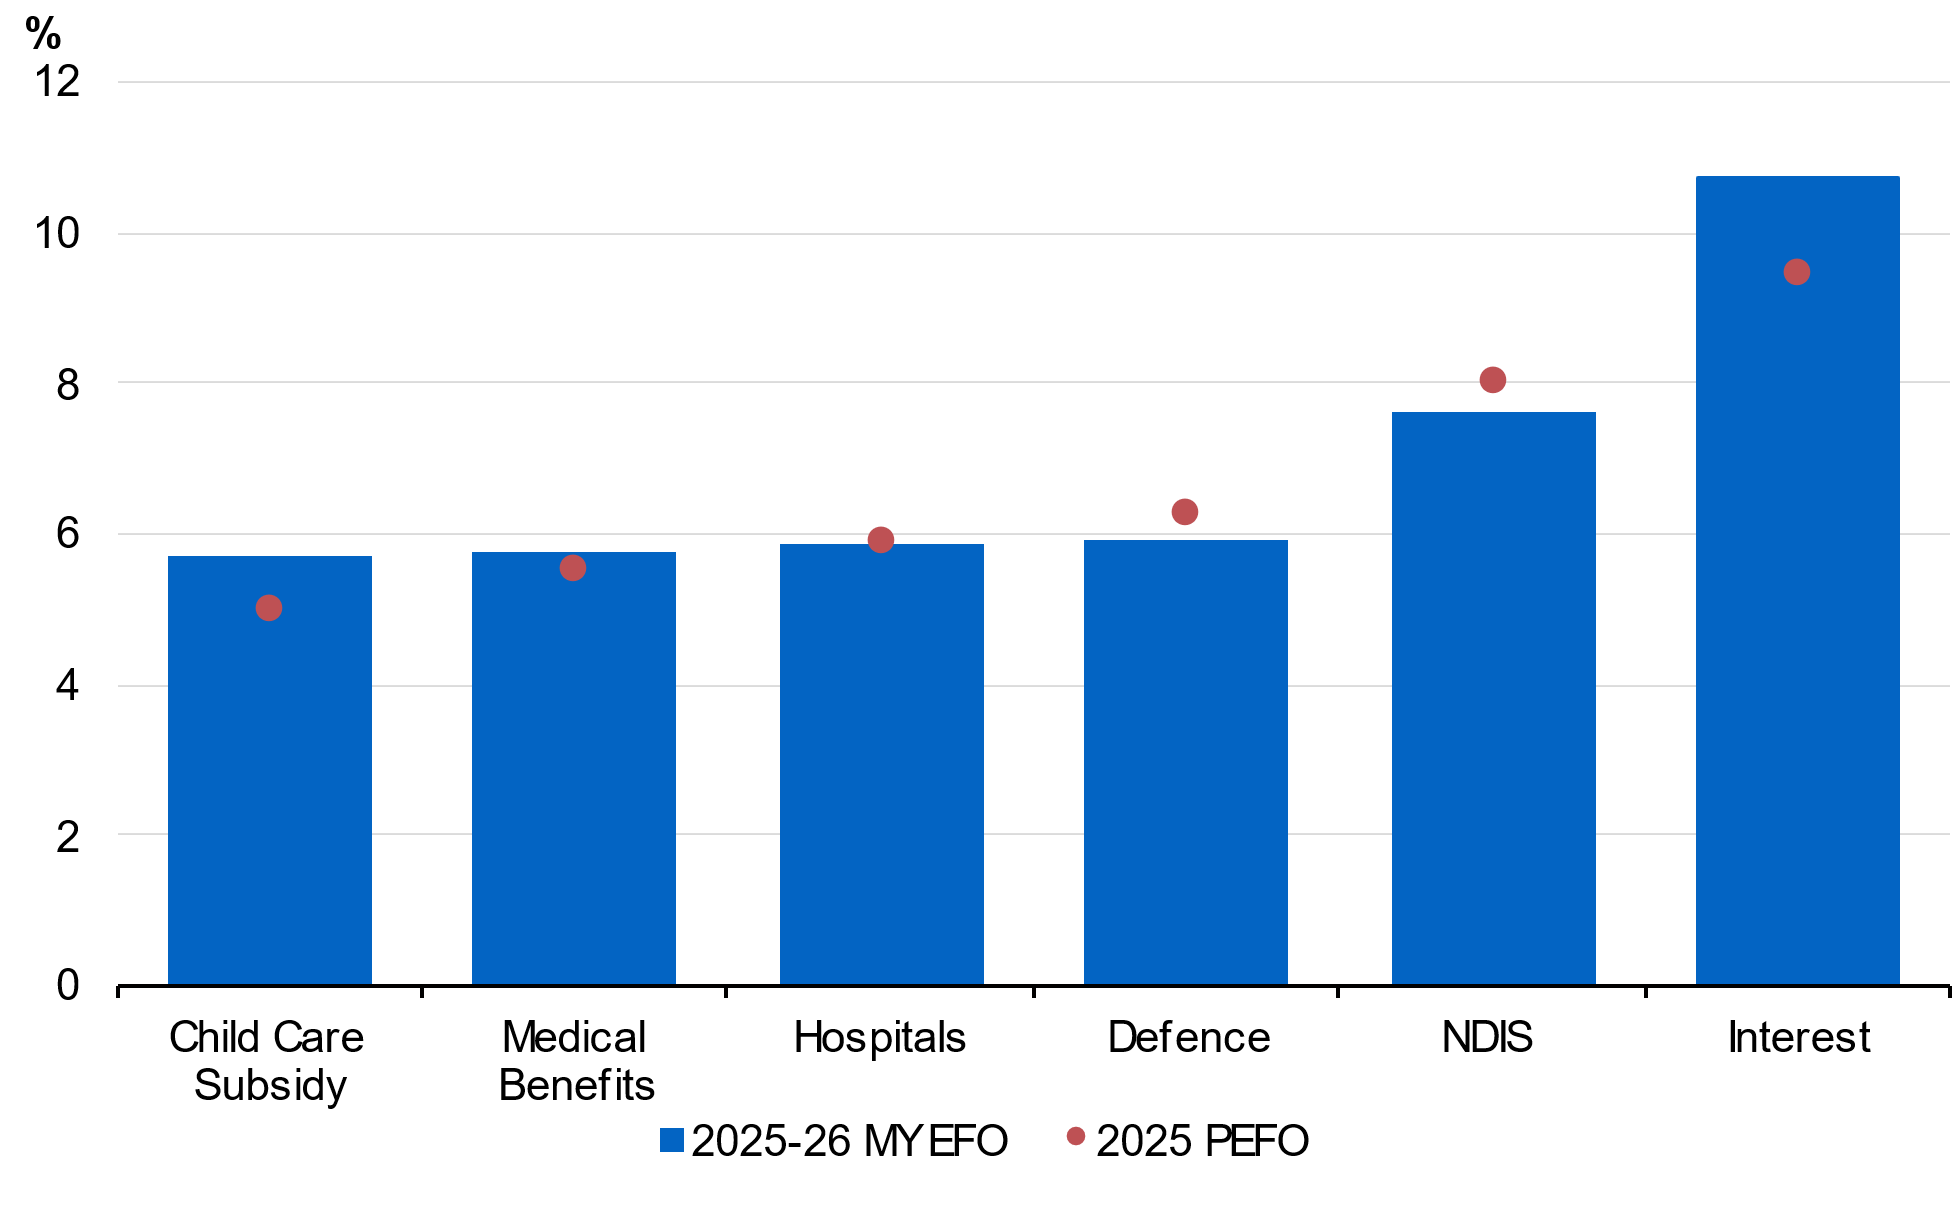 %
12
10
8
6
4
2
0
Child Care
Subsidy
Medical
Benefits
Hospitals
Defence
NDIS
Interest
2025-26 MYEFO
2025 PEFO